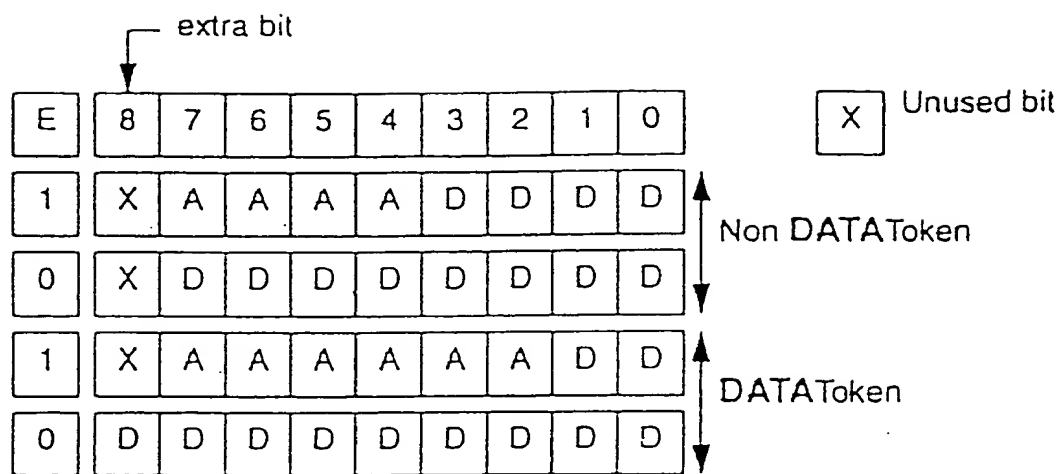 extra bit
E 8 7 6 5 4 3 2 1 0
X Unused bit
1 X A A A A D D D D
Non DATAToken
0 X D D D D D D D D
1 X A A A A A A D D
DATAToken
0 D D D D D D D D D